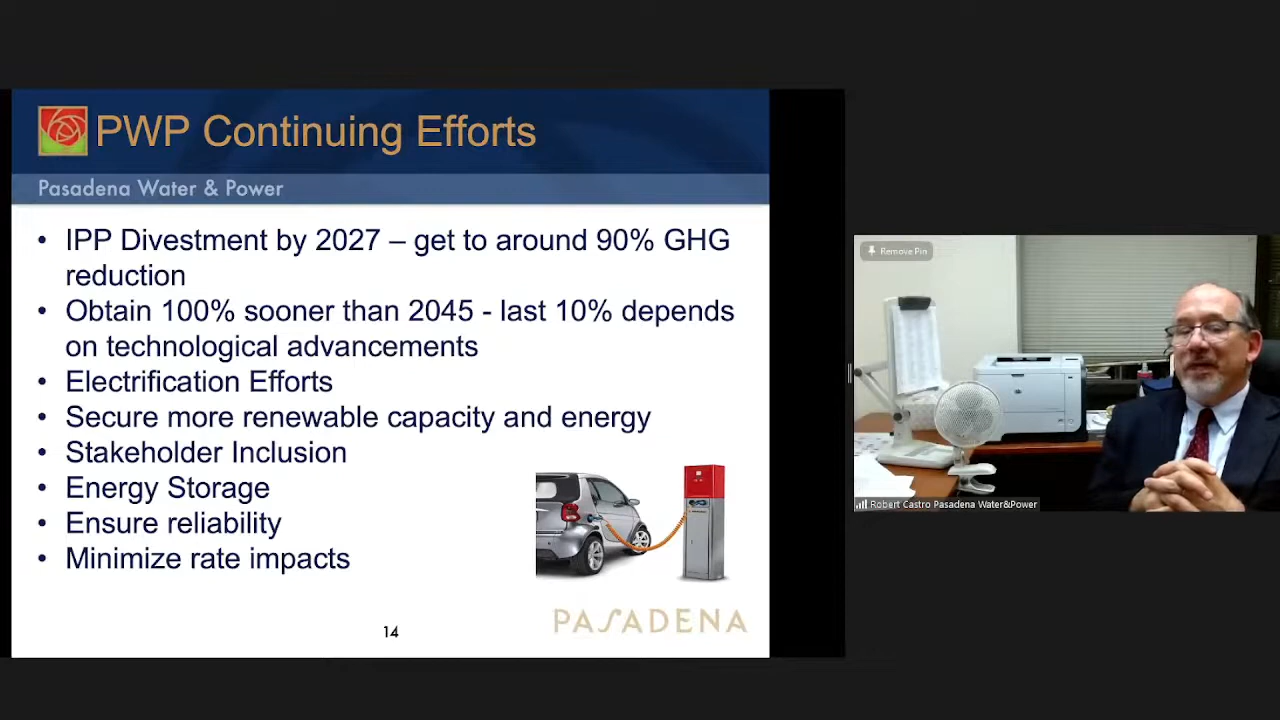 PWP Continuing Efforts
Pasadena Water & Power
• IPP Divestment by 2027 – get to around 90% GHG
reduction
• Obtain 100% sooner than 2045 - last 10% depends
on technological advancements
• Electrification Efforts
• Secure more renewable capacity and energy
• Stakeholder Inclusion
• Energy Storage
• Ensure reliability
• Minimize rate impacts
PASADENA
14
Remove Pin
Robert Castro Pasadena Water&Power